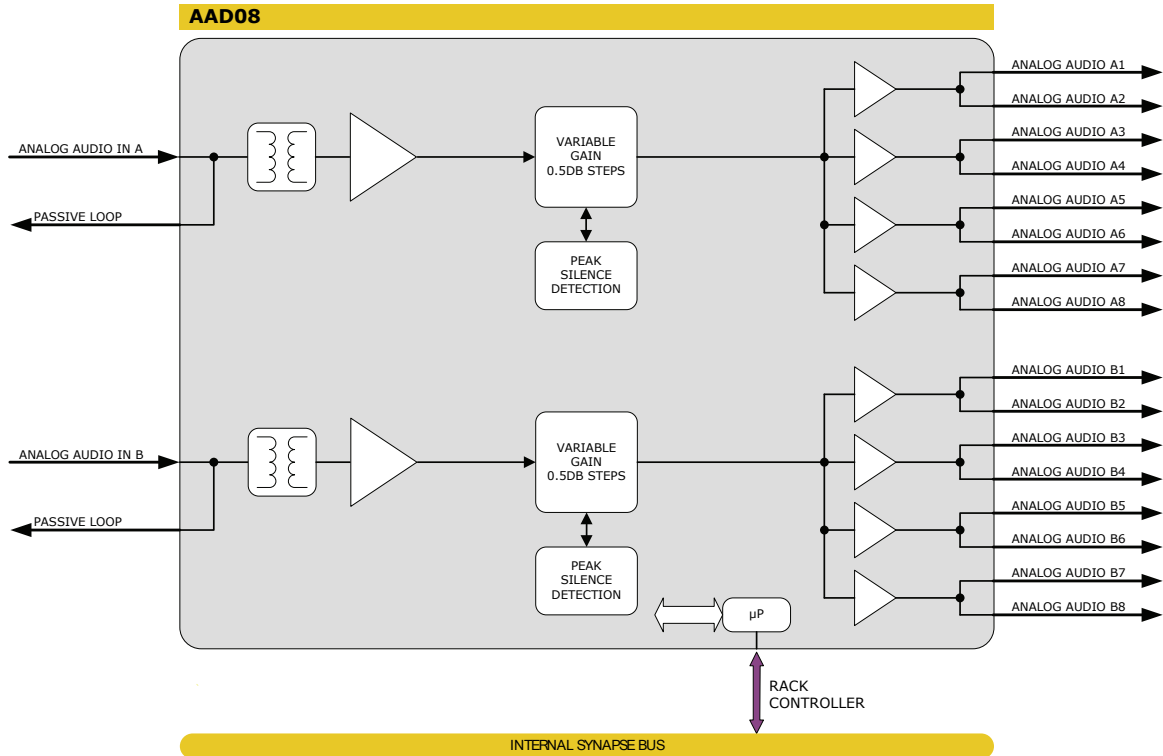 AAD08
ANALOG AUDIO IN A
PASSIVE LOOP
VARIABLE
GAIN
0.5DB STEPS
PEAK
SILENCE
DETECTION
ANALOG AUDIO A1
ANALOG AUDIO A2
ANALOG AUDIO A3
ANALOG AUDIO A4
ANALOG AUDIO A5
ANALOG AUDIO A6
ANALOG AUDIO A7
ANALOG AUDIO A8
ANALOG AUDIO IN B
PASSIVE LOOP
VARIABLE
GAIN
0.5DB STEPS
PEAK
SILENCE
DETECTION
ANALOG AUDIO B1
ANALOG AUDIO B2
ANALOG AUDIO B3
ANALOG AUDIO B4
ANALOG AUDIO B5
ANALOG AUDIO B6
ANALOG AUDIO B7
ANALOG AUDIO B8
µP
RACK
CONTROLLER
INTERNAL SYNAPSE BUS